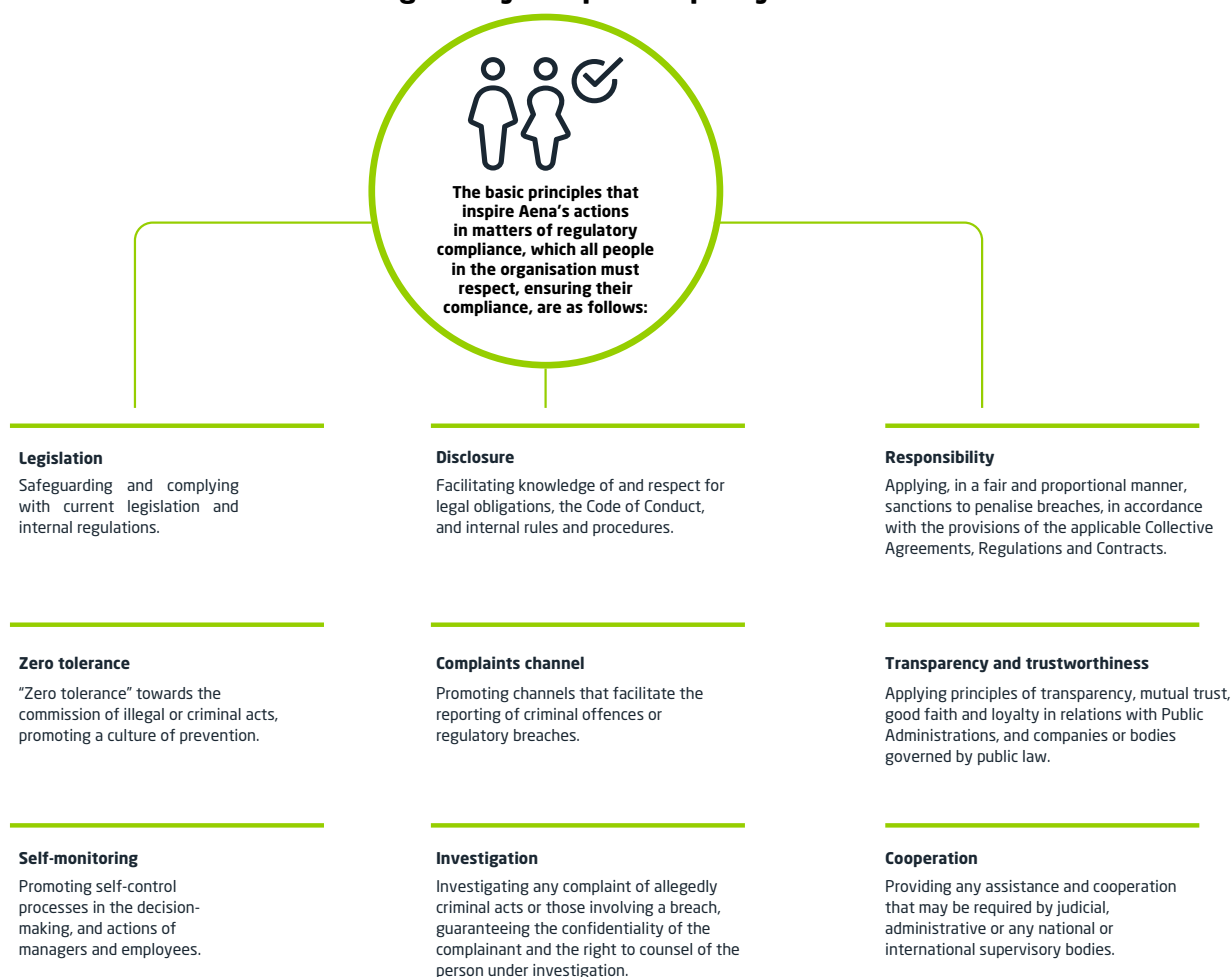 The basic principles that
inspire Aena's actions
in matters of regulatory
compliance, which all people
in the organisation must
respect, ensuring their
compliance, are as follows:
Legislation
Safeguarding and complying
with current legislation and
internal regulations.
Disclosure
Facilitating knowledge of and respect for
legal obligations, the Code of Conduct,
and internal rules and procedures.
Responsibility
Applying, in a fair and proportional manner,
sanctions to penalise breaches, in accordance
with the provisions of the applicable Collective
Agreements, Regulations and Contracts.
Zero tolerance
“Zero tolerance” towards the
commission of illegal or criminal acts,
promoting a culture of prevention.
Complaints channel
Promoting channels that facilitate the
reporting of criminal offences or
regulatory breaches.
Transparency and trustworthiness
Applying principles of transparency, mutual trust,
good faith and loyalty in relations with Public
Administrations, and companies or bodies
governed by public law.
Self-monitoring
Promoting self-control
processes in the decision-
making, and actions of
managers and employees.
Investigation
Investigating any complaint of allegedly
criminal acts or those involving a breach,
guaranteeing the confidentiality of the
complainant and the right to counsel of the
person under investigation.
Cooperation
Providing any assistance and cooperation
that may be required by judicial,
administrative or any national or
international supervisory bodies.